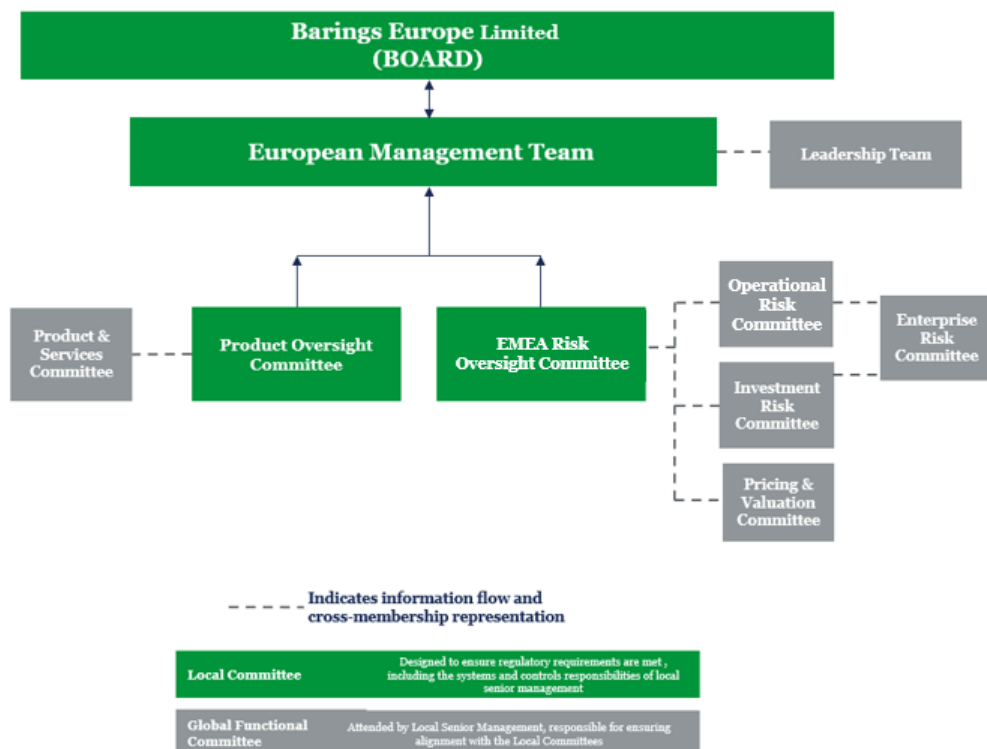 Barings Europe Limited
(BOARD)
European Management Team
Leadership Team
Product &
Services
Committee
Product Oversight
Committee
EMEA Risk
Oversight Committee
Operational
Risk
Committee
Enterprise
Risk
Committee
Investment
Risk
Committee
Pricing &
Valuation
Committee
Indicates information flow and
cross-membership representation
Local Committee
Designed to ensure regulatory requirements are met ,
including the systems and controls responsibilities of local
senior management
Global Functional
Committee
Attended by Local Senior Management, responsible for ensuring
alignment with the Local Committees